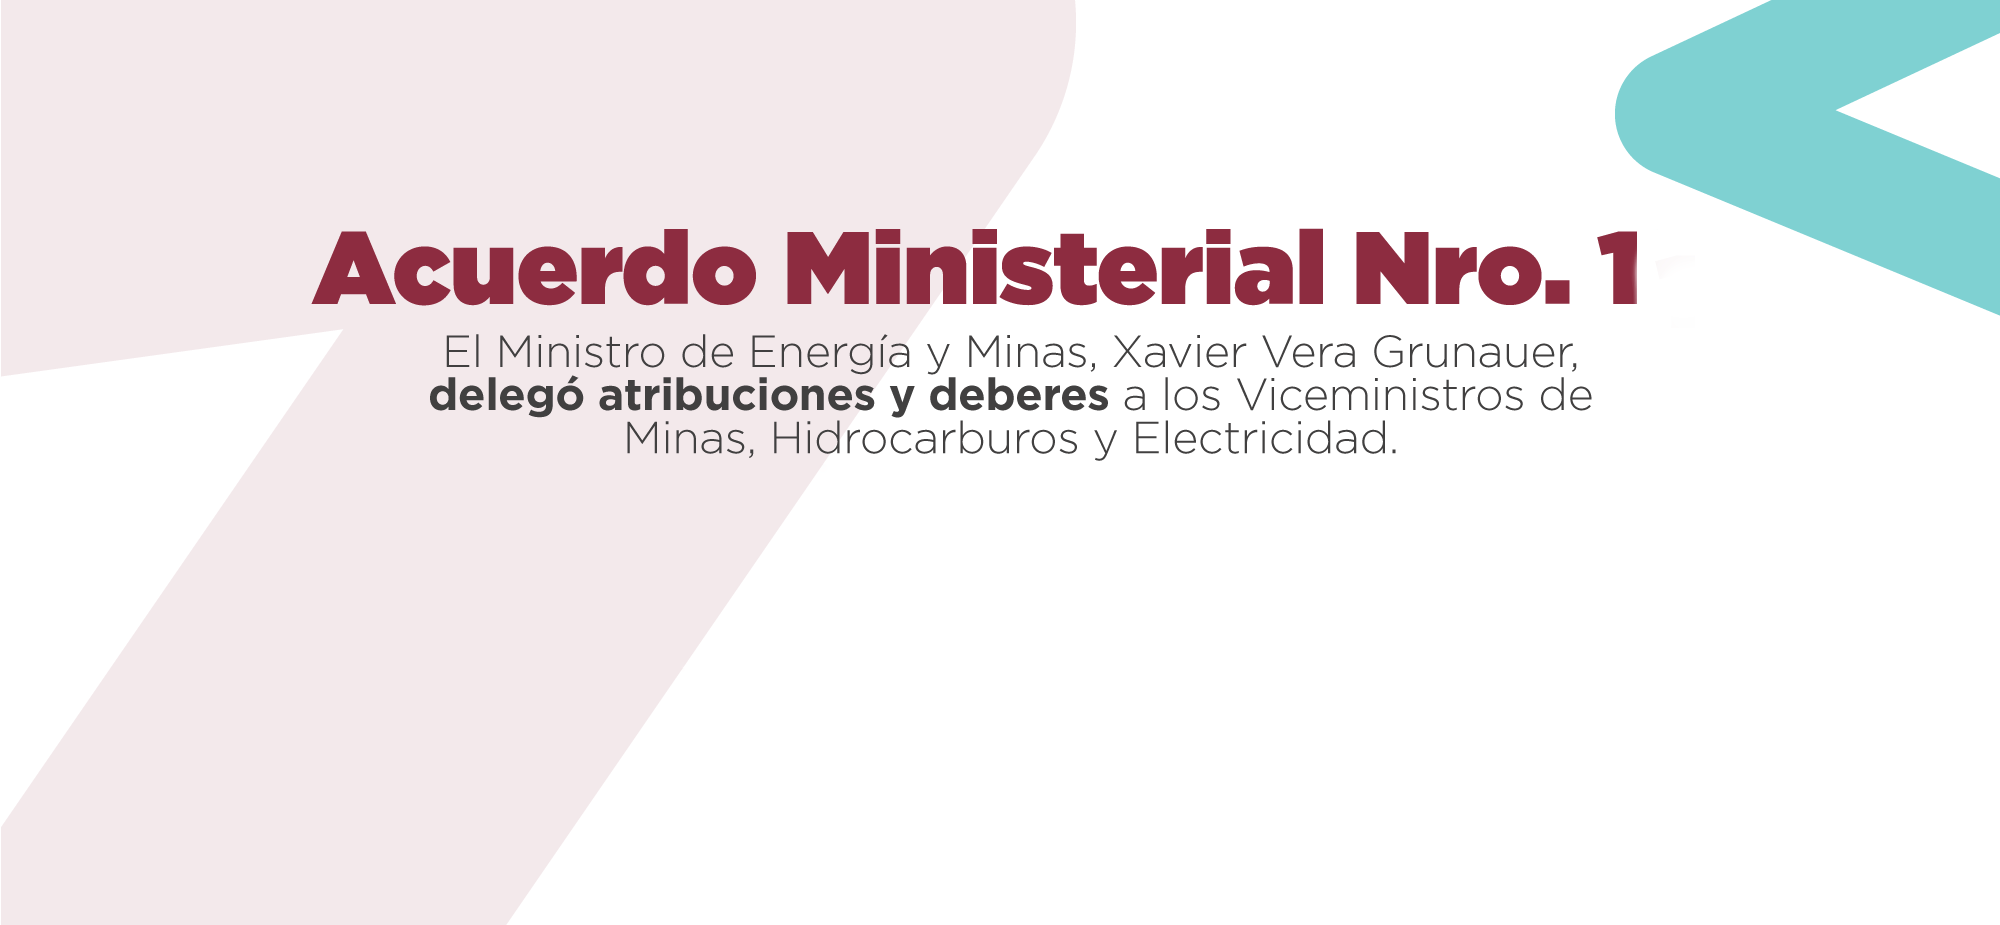 Acuerdo Ministerial Nro. 1
El Ministro de Energía y Minas, Xavier Vera Grunauer,
delegó atribuciones y deberes a los Viceministros de
Minas, Hidrocarburos y Electricidad.